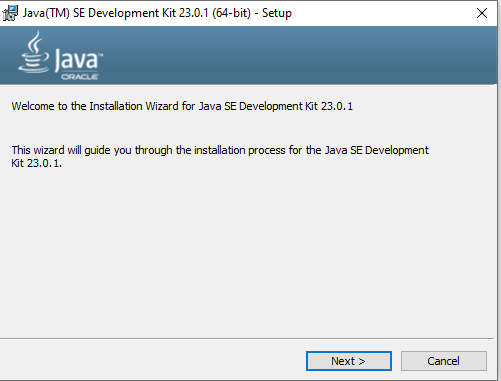 Java(TM) SE Development Kit 23.0.1 (64-bit) - Setup
Java™
ORACLE
Welcome to the Installation Wizard for Java SE Development Kit 23.0.1
This wizard will guide you through the installation process for the Java SE Development
Kit 23.0.1.
Next >
Cancel